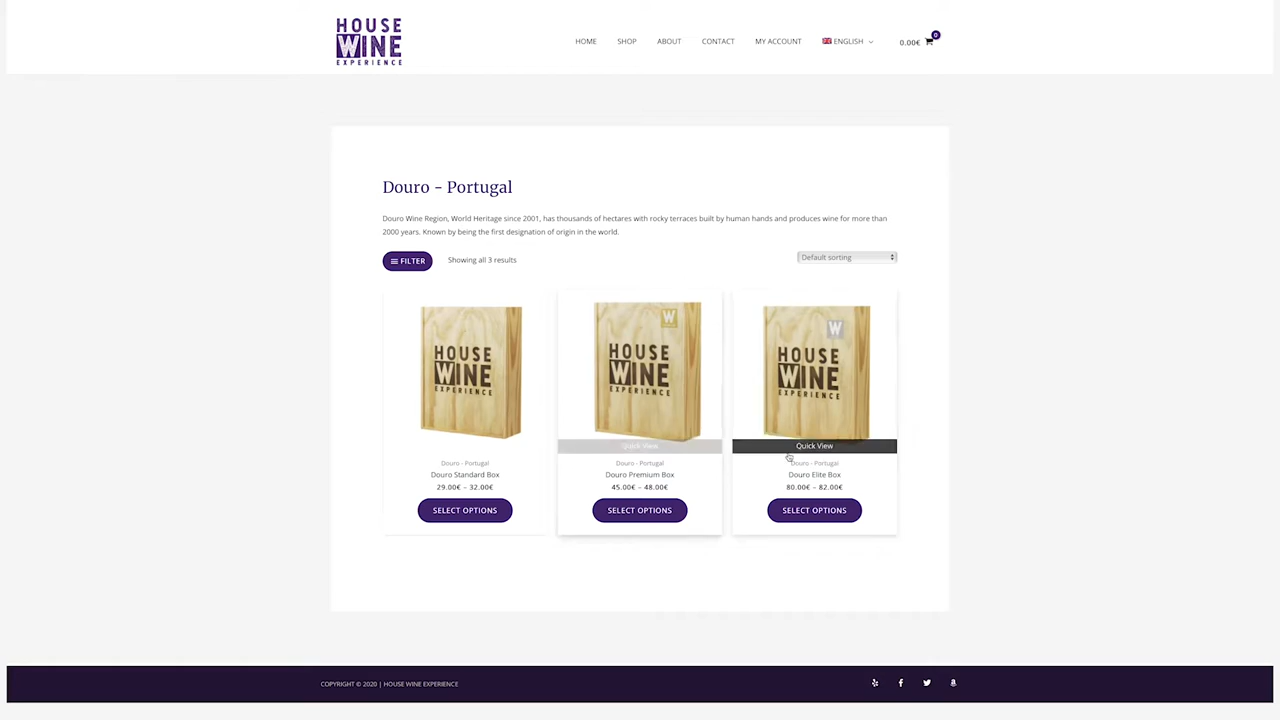 HOUSE
WINE
EXPERIENCE
HOME
SHOP
ABOUT
CONTACT
MY ACCOUNT
ENGLISH
0.00€
0
Douro - Portugal
Douro Wine Region, World Heritage since 2001, has thousands of hectares with rocky terraces built by human hands and produces wine for more than
2000 years. Known by being the first designation of origin in the world.
FILTER
Showing all 3 results
Default sorting
HOUSE
WINE
EXPERIENCE
W
HOUSE
WINE
EXPERIENCE
W
HOUSE
WINE
EXPERIENCE
Quick View
Quick View
Douro - Portugal
Douro Standard Box
29.00€ – 32.00€
SELECT OPTIONS
Douro - Portugal
Douro Premium Box
45.00€ – 48.00€
SELECT OPTIONS
Douro - Portugal
Douro Elite Box
80.00€ – 82.00€
SELECT OPTIONS
COPYRIGHT © 2020 | HOUSE WINE EXPERIENCE